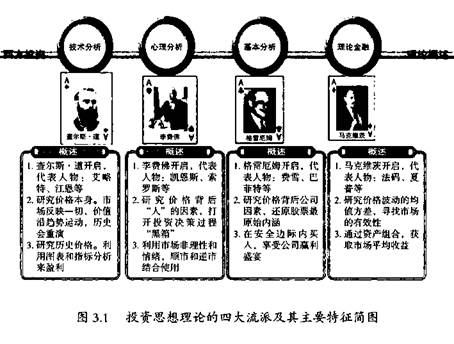 技术分析
心理分析
基本分析
理论金融
A
查尔斯·道
A
A
李费佛
A
A
格雷厄姆
A
A
马克维茨
A
概述
1. 查尔斯·道开启,代
表人物:艾略
特、江恩等
2. 研究价格本身。市
场反映一切、价值
沿趋势运动,历史
会重演
3. 研究历史价格。利
用图表和指标分析
来盈利
概述
1. 李费佛开启,代表
人物:凯恩斯、索
罗斯等
2. 研究价格背后
“人”的因素,打
开投资决策过程
“黑箱”
3. 利用市场非理性和
情绪,顺市和逆市
结合使用
概述
1. 格雷厄姆开启,代
表人物:费雪、巴
菲特等
2. 研究价格背后公司
因素,还原股票最
原始内涵
3. 在安全边际内买
入,享受公司赢利
盛宴
概述
1. 马克维茨开启,代
表人物:法码、夏
普等
2. 研究价格波动的均
值方差,寻找市场
的有效性
3. 通过资产组合,获
取市场平均收益
图 3.1 投资思想理论的四大流派及其主要特征简图